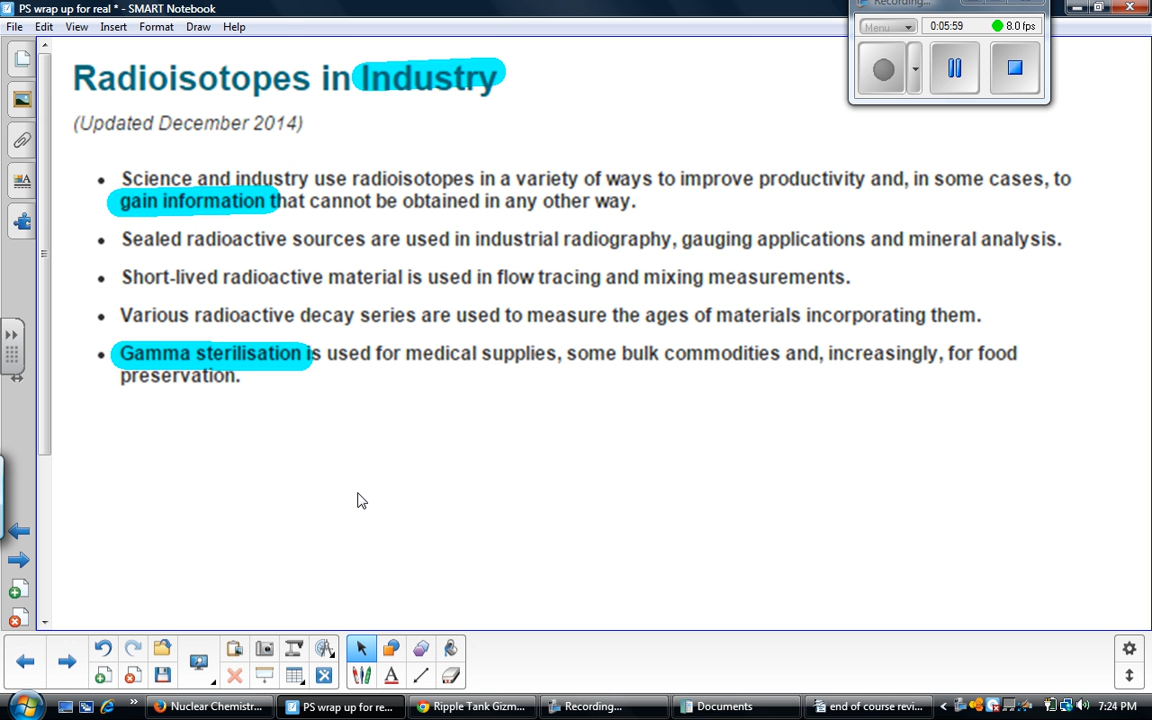 PS wrap up for real * - SMART Notebook
Recording...
File Edit View Insert Format Draw Help
Menu 0:05:59 8.0 fps
Radioisotopes in Industry
(Updated December 2014)
• Science and industry use radioisotopes in a variety of ways to improve productivity and, in some cases, to
gain information that cannot be obtained in any other way.
• Sealed radioactive sources are used in industrial radiography, gauging applications and mineral analysis.
• Short-lived radioactive material is used in flow tracing and mixing measurements.
• Various radioactive decay series are used to measure the ages of materials incorporating them.
• Gamma sterilisation is used for medical supplies, some bulk commodities and, increasingly, for food
preservation.
Nuclear Chemistr... PS wrap up for re... Ripple Tank Gizm... Recording... Documents end of course revi... 7:24 PM